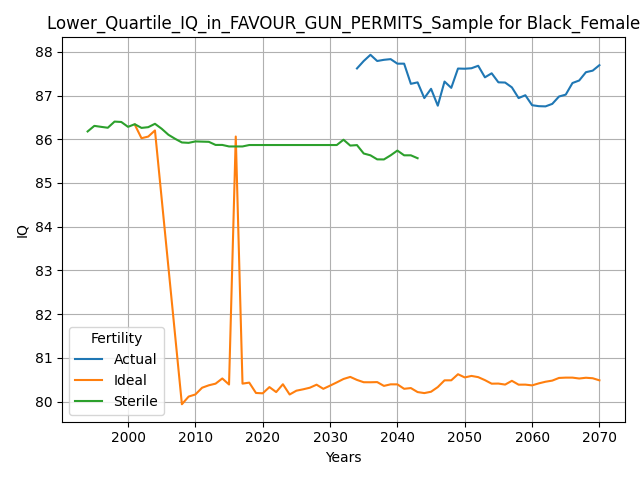 Lower_Quartile_IQ_in_FAVOUR_GUN_PERMITS_Sample for Black_Female
88
87
86
85
84
83
82
81
80
IQ
Fertility
Actual
Ideal
Sterile
2000 2010 2020 2030 2040 2050 2060 2070
Years